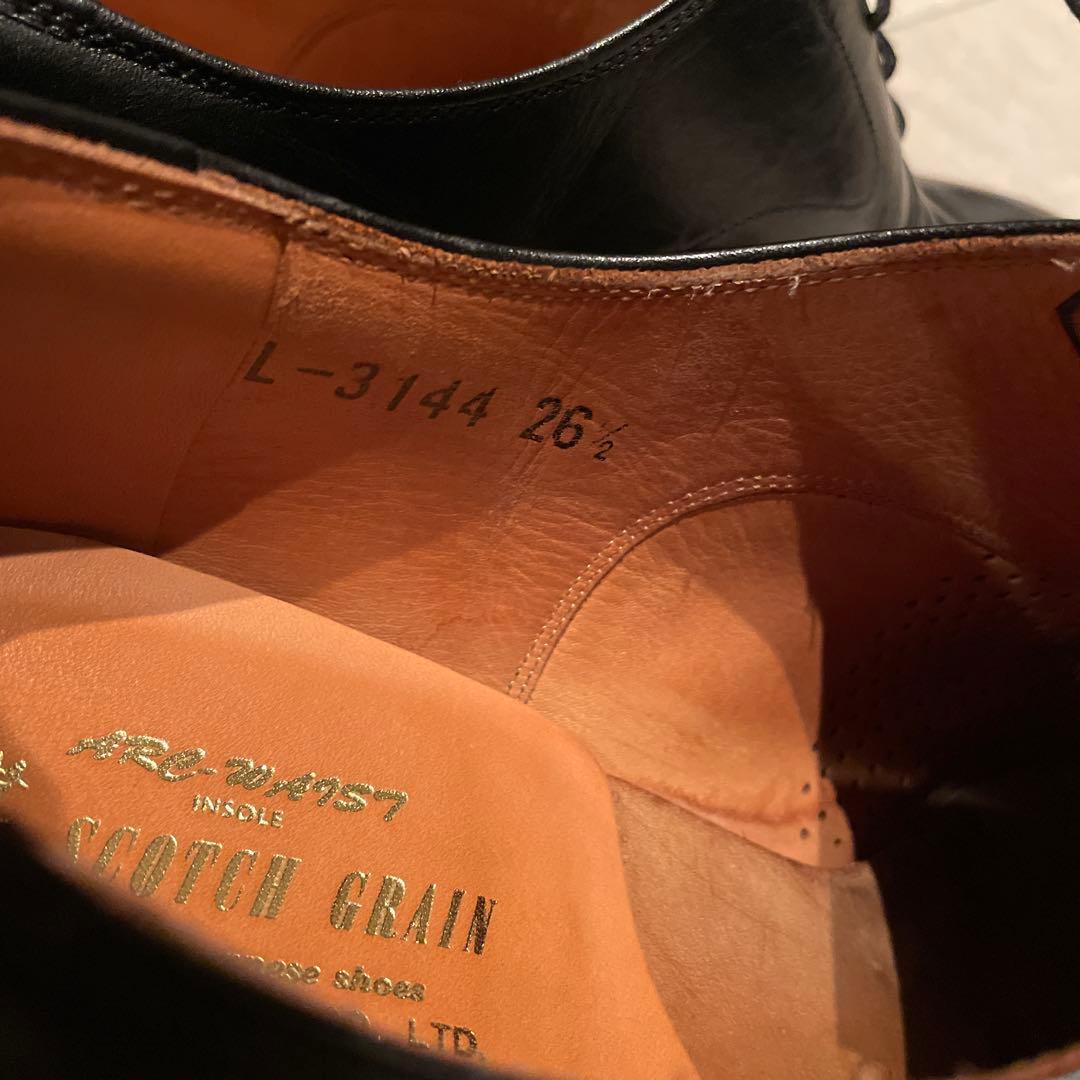 L-3144 26½
ARC-WAIST
INSOLE
SCOTCH GRAIN
shoes
LTD.